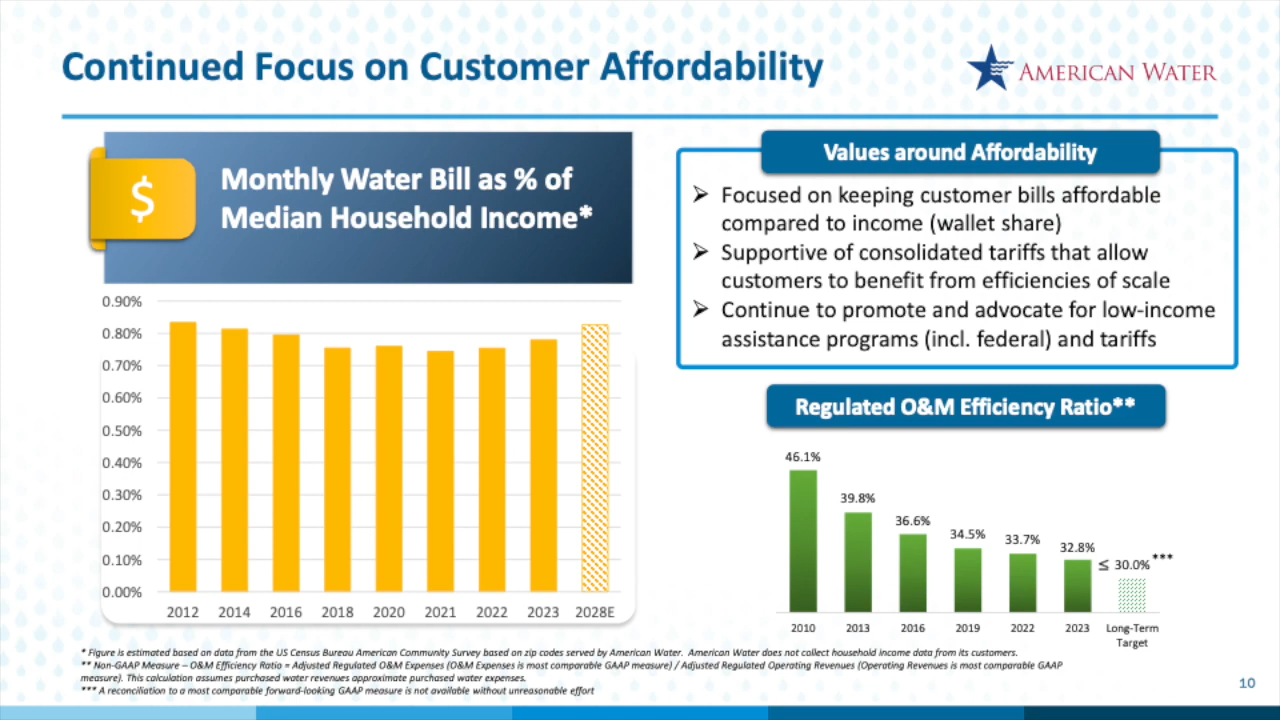 Continued Focus on Customer Affordability
AMERICAN WATER
$
Monthly Water Bill as % of
Median Household Income*
0.90%
0.80%
0.70%
0.60%
0.50%
0.40%
0.30%
0.20%
0.10%
0.00%
2012 2014 2016 2018 2020 2021 2022 2023 2028E
Values around Affordability
➢ Focused on keeping customer bills affordable
compared to income (wallet share)
➢ Supportive of consolidated tariffs that allow
customers to benefit from efficiencies of scale
➢ Continue to promote and advocate for low-income
assistance programs (incl. federal) and tariffs
Regulated O&M Efficiency Ratio**
46.1%
39.8%
36.6%
34.5%
33.7%
32.8%
≤ 30.0%***
2010 2013 2016 2019 2022 2023 Long-Term
Target
* Figure is estimated based on data from the US Census Bureau American Community Survey based on zip codes served by American Water. American Water does not collect household income data from its customers.
** Non-GAAP Measure – O&M Efficiency Ratio = Adjusted Regulated O&M Expenses (O&M Expenses is most comparable GAAP measure) / Adjusted Regulated Operating Revenues (Operating Revenues is most comparable GAAP
measure). This calculation assumes purchased water revenues approximate purchased water expenses.
*** A reconciliation to a most comparable forward-looking GAAP measure is not available without unreasonable effort
10